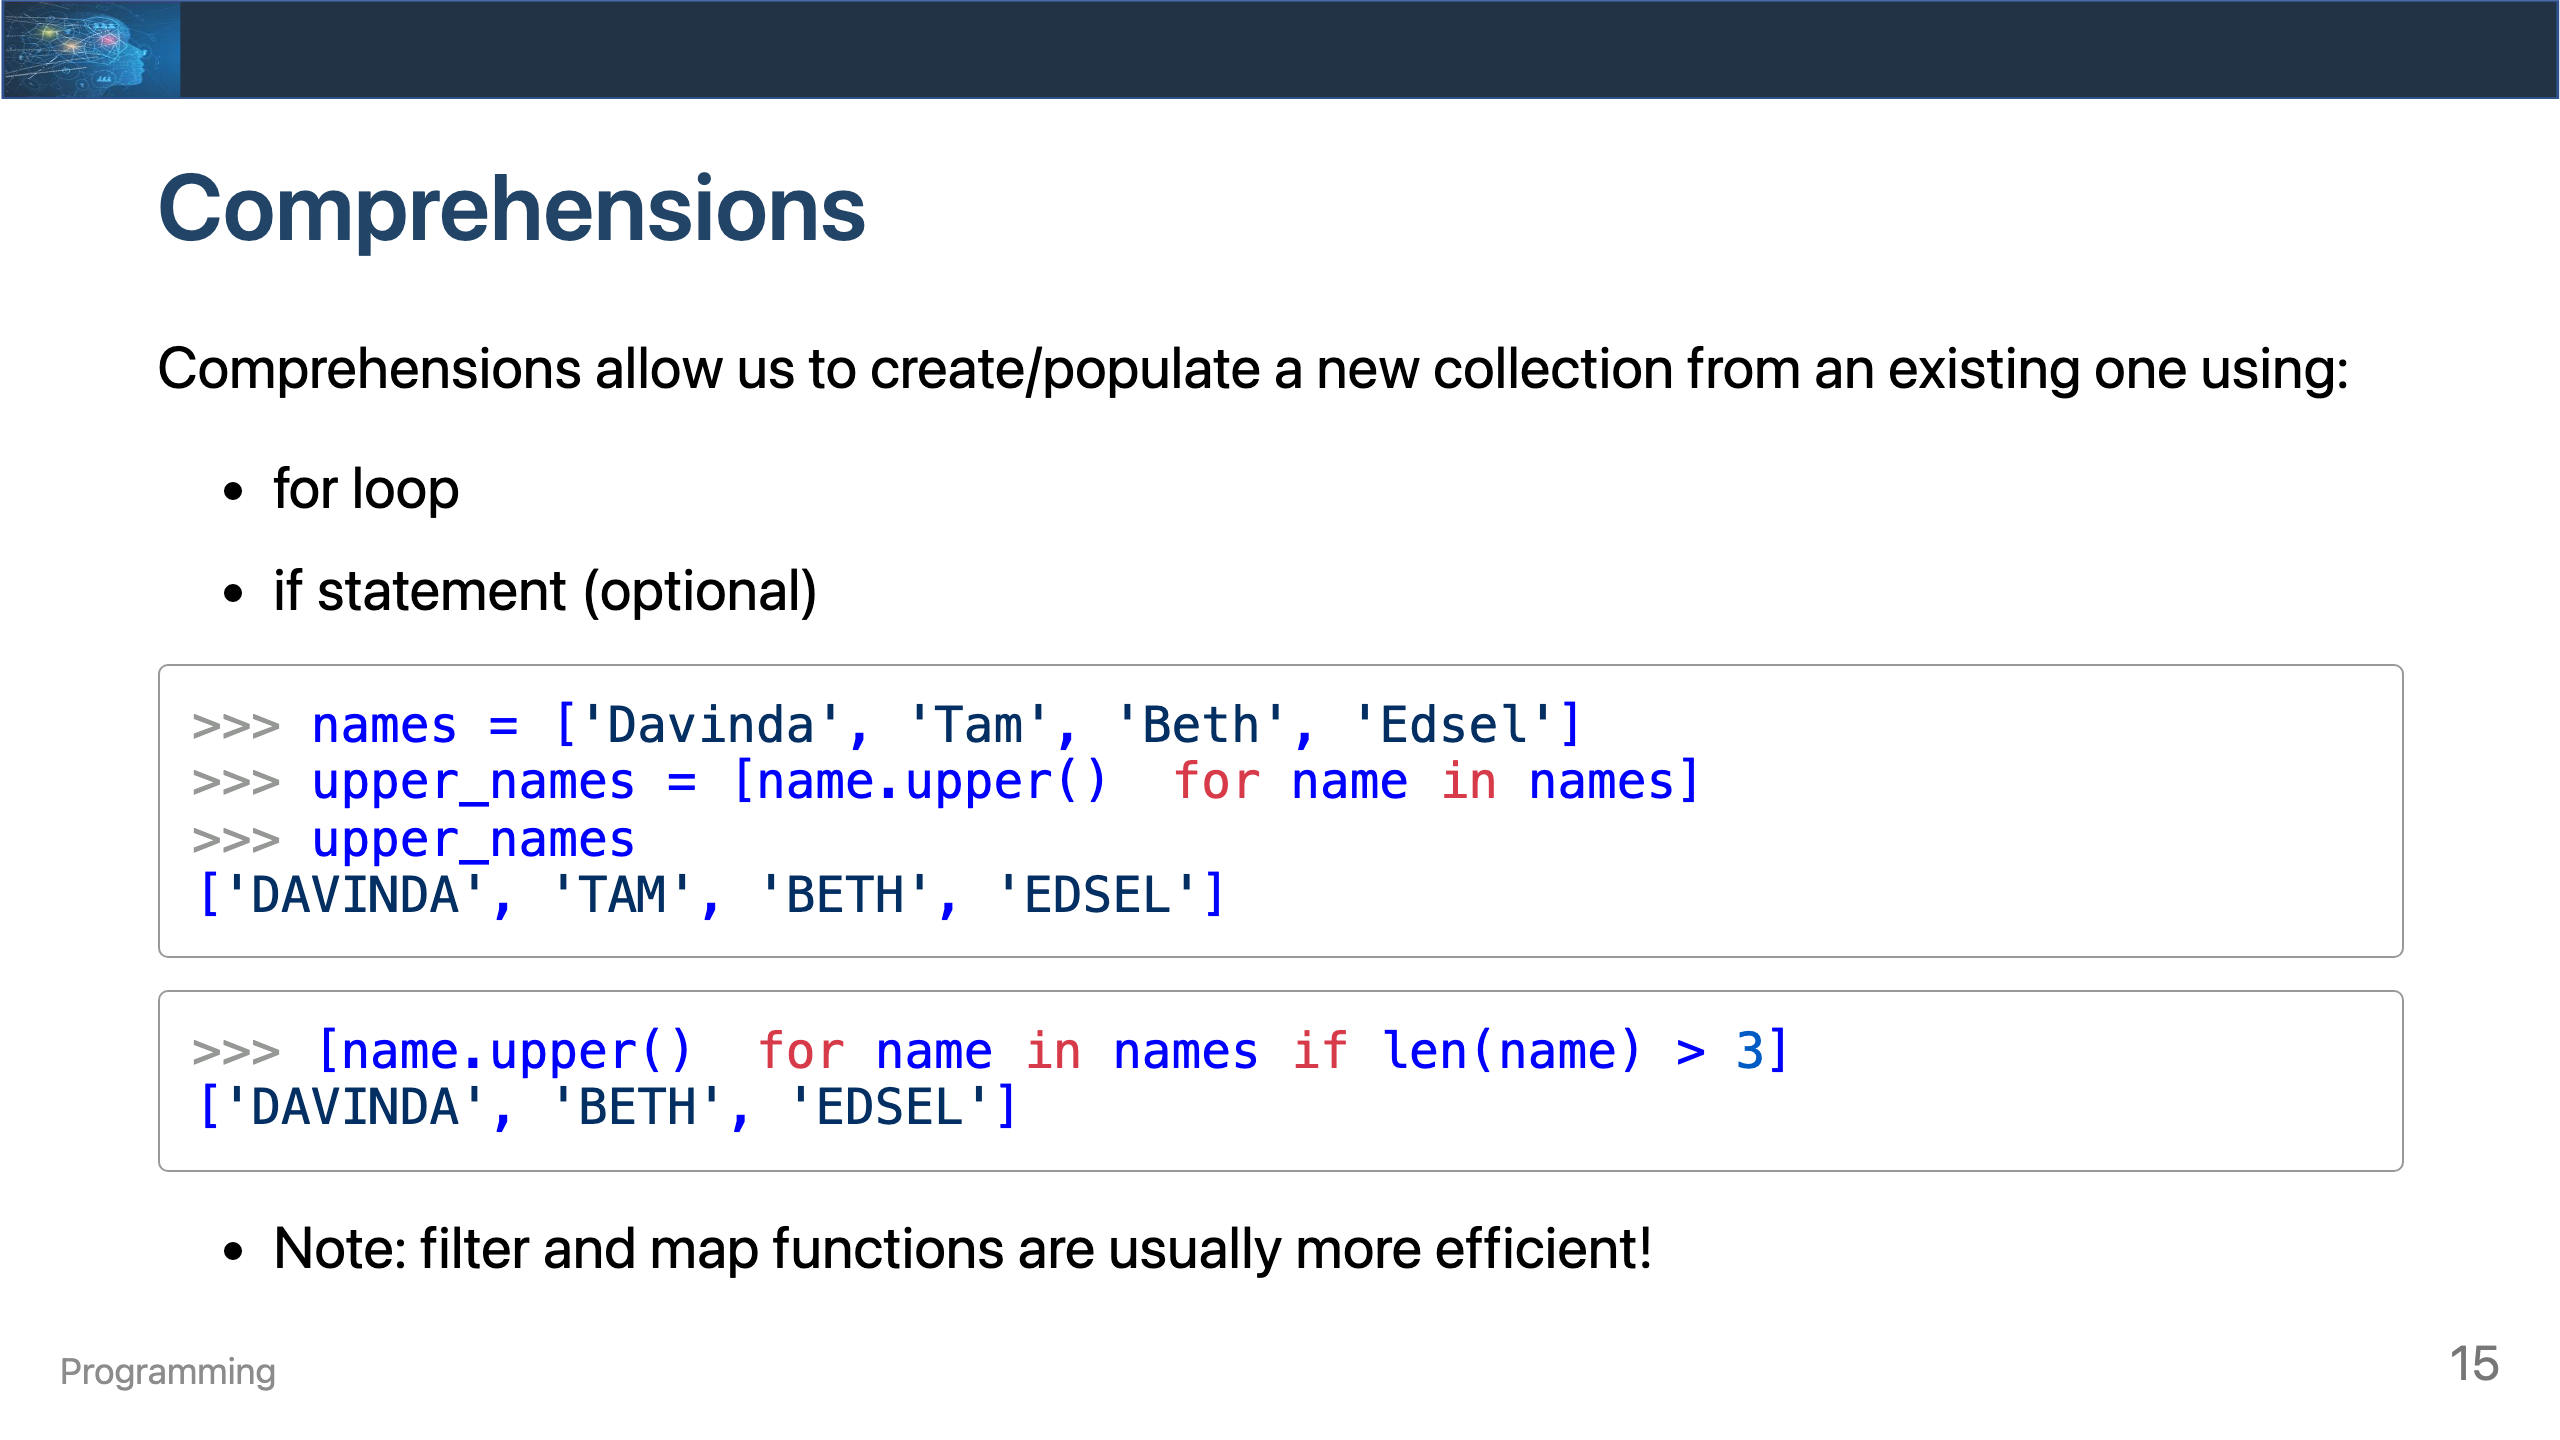 Comprehensions
Comprehensions allow us to create/populate a new collection from an existing one using:
• for loop
• if statement (optional)
>>> names = ['Davinda', 'Tam', 'Beth', 'Edsel']
>>> upper_names = [name.upper()  for name in names]
>>> upper_names
['DAVINDA', 'TAM', 'BETH', 'EDSEL']
>>> [name.upper()  for name in names if len(name) > 3]
['DAVINDA', 'BETH', 'EDSEL']
• Note: filter and map functions are usually more efficient!
Programming
15